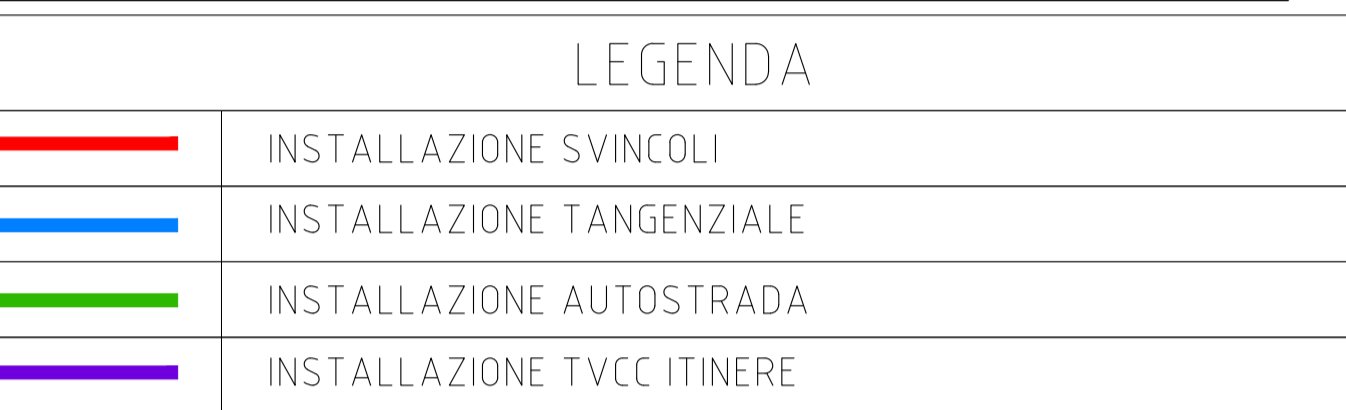 LEGENDA
INSTALLAZIONE SVINCOLI
INSTALLAZIONE TANGENZIALE
INSTALLAZIONE AUTOSTRADA
INSTALLAZIONE TVCC ITINERE